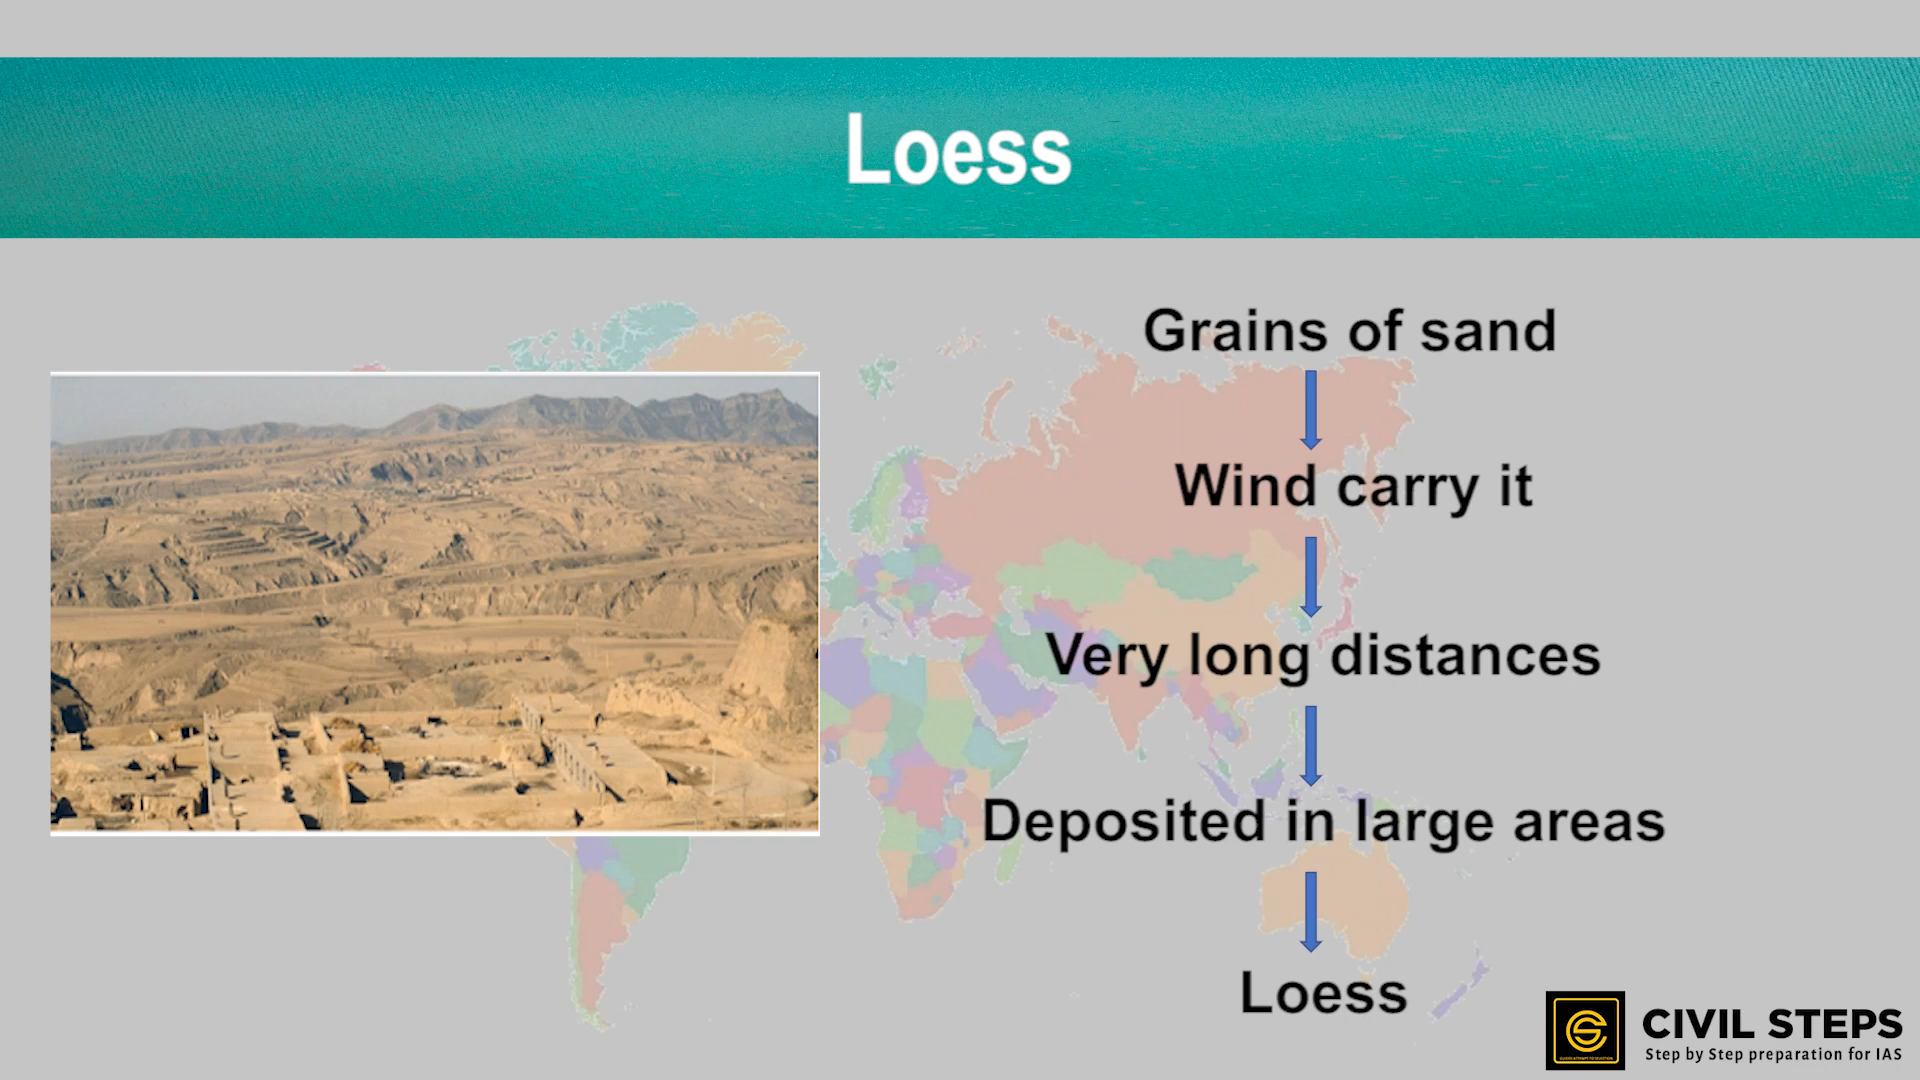 Loess
Grains of sand
Wind carry it
Very long distances
Deposited in large areas
Loess
CIVIL STEPS
Step by Step preparation for IAS